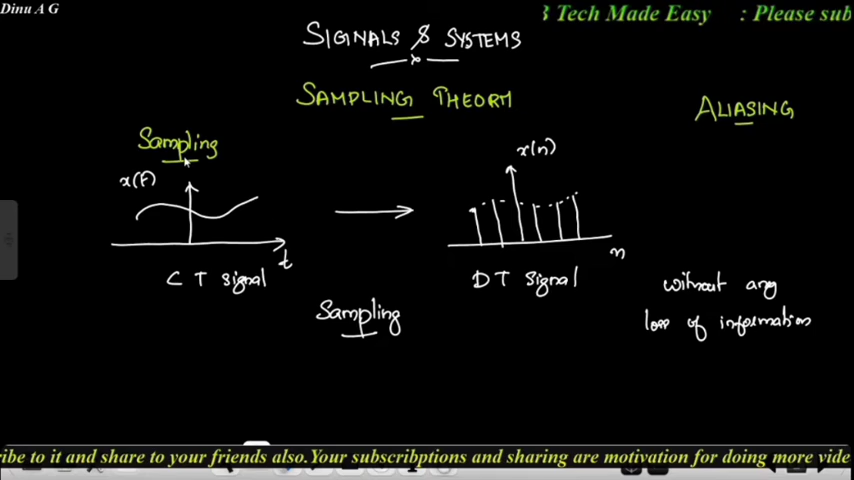 Dinu A G
3 Tech Made Easy : Please sub
SIGNALS & SYSTEMS
SAMPLING THEORM
ALIASING
Sampling
x(t)
x(n)
t
n
C T signal
DT signal
without any
loss of information
Sampling
ribe to it and share to your friends also.Your subscribptions and sharing are motivation for doing more vide